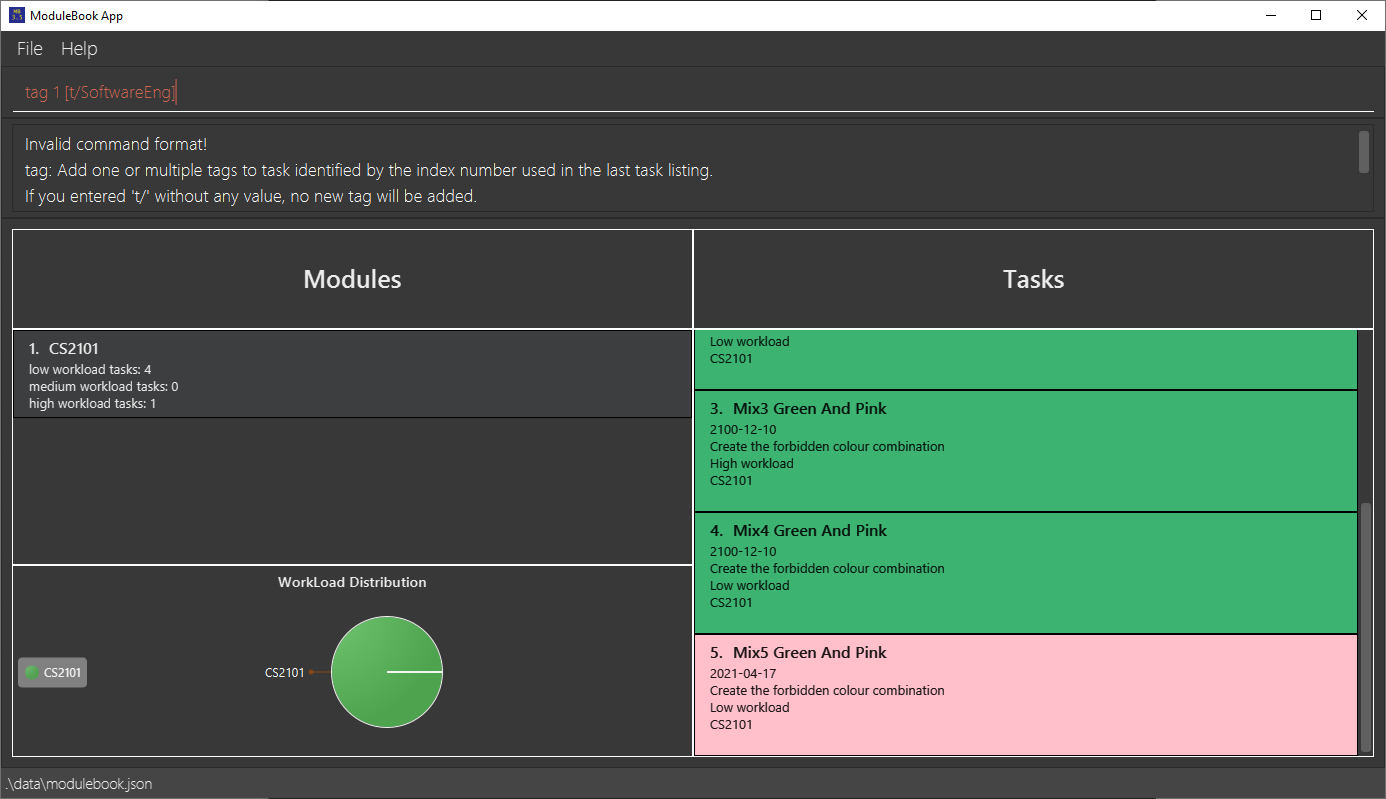 MB
3.5
ModuleBook App
File Help
tag 1 [t/SoftwareEng]
Invalid command format!
tag: Add one or multiple tags to task identified by the index number used in the last task listing.
If you entered 't/' without any value, no new tag will be added.
Modules
Tasks
1. CS2101
low workload tasks: 4
medium workload tasks: 0
high workload tasks: 1
WorkLoad Distribution
CS2101
CS2101
Low workload
CS2101
3. Mix3 Green And Pink
2100-12-10
Create the forbidden colour combination
High workload
CS2101
4. Mix4 Green And Pink
2100-12-10
Create the forbidden colour combination
Low workload
CS2101
5. Mix5 Green And Pink
2021-04-17
Create the forbidden colour combination
Low workload
CS2101
.\data\modulebook.json